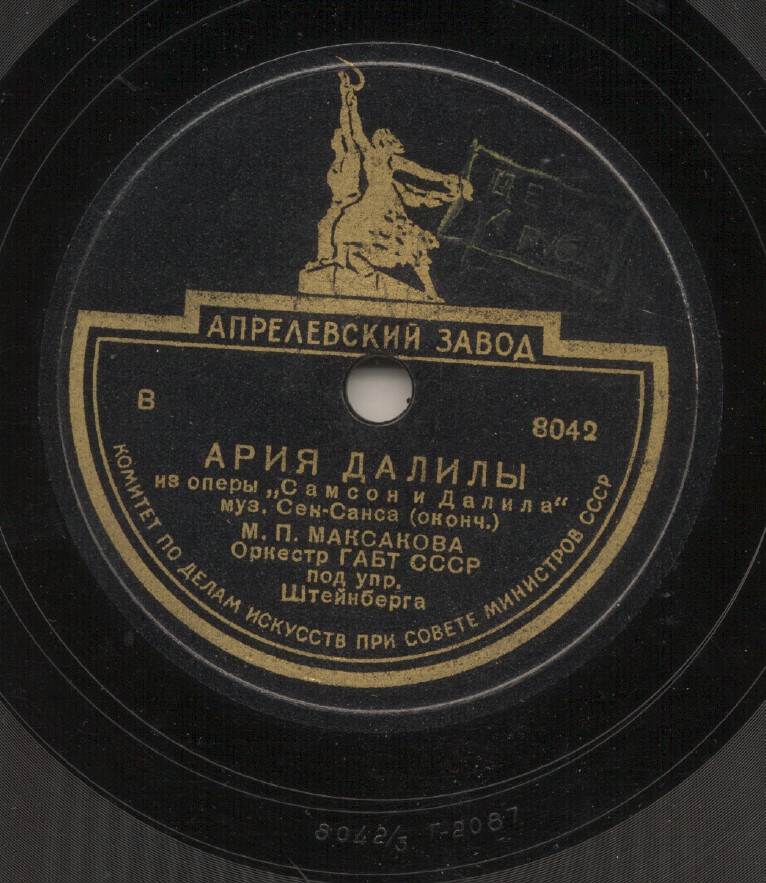 АПРЕЛЕВСКИЙ ЗАВОД
В 8042
АРИЯ ДАЛИЛЫ
из оперы „Самсон и Далила“
муз. Сен-Санса (оконч.)
М. П. МАКСАКОВА
Оркестр ГАБТ СССР
под упр.
Штейнберга
КОМИТЕТ ПО ДЕЛАМ ИСКУССТВ ПРИ СОВЕТЕ МИНИСТРОВ СССР
8042/3 Г-2087